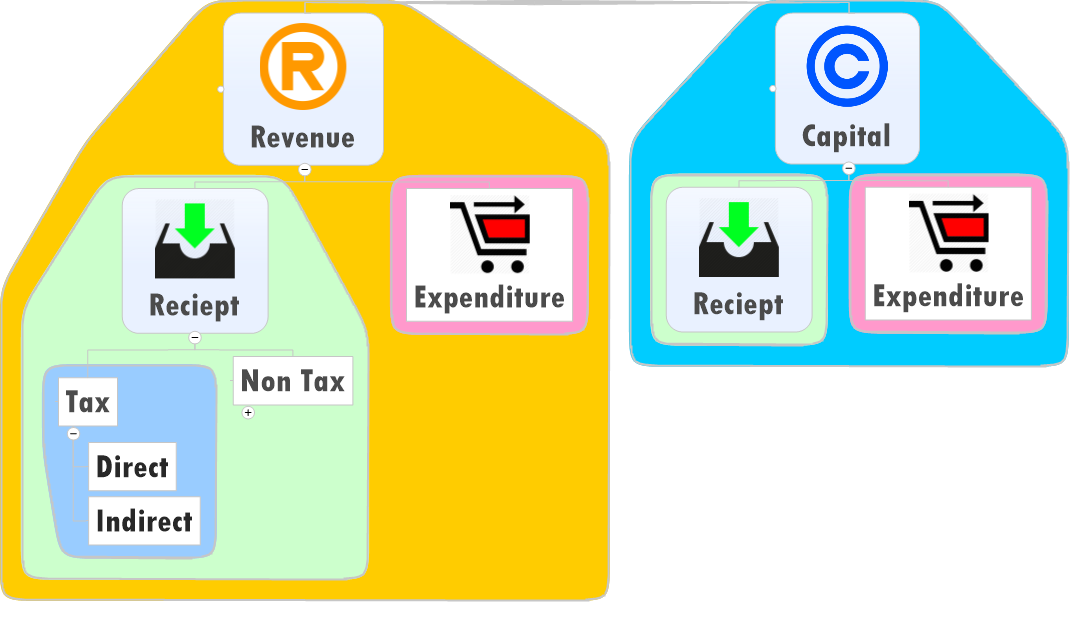 R
Revenue
Reciept
Expenditure
Tax
Non Tax
Direct
Indirect
C
Capital
Reciept
Expenditure